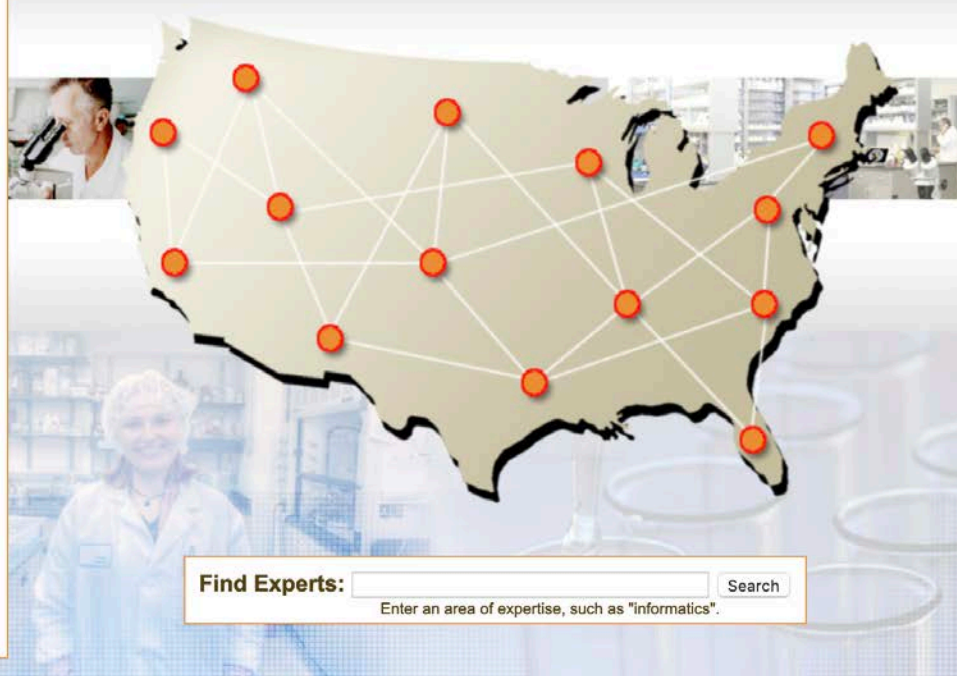 Find Experts:
Search
Enter an area of expertise, such as "informatics".